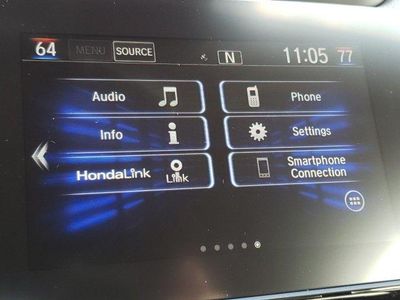 64 MENU SOURCE N 11:05 77
Audio
Phone
Info
Settings
HondaLink Link
Smartphone
Connection